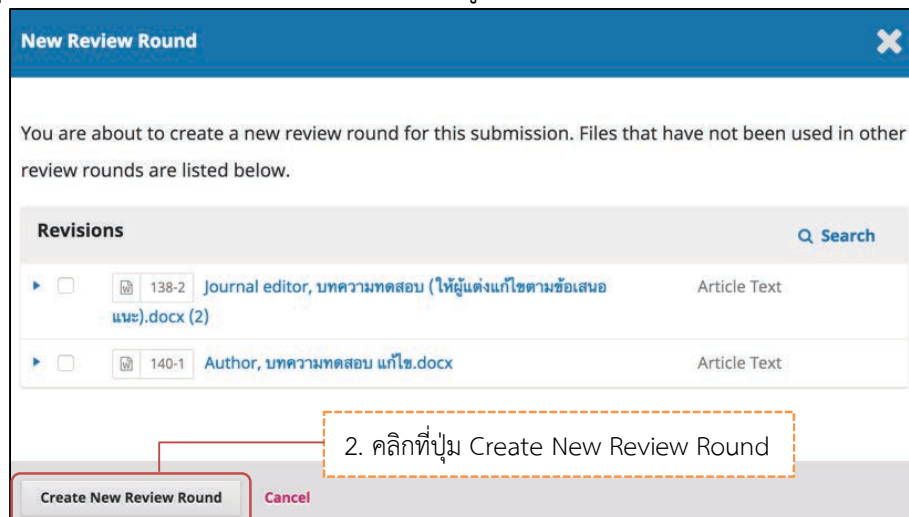 New Review Round
You are about to create a new review round for this submission. Files that have not been used in other
review rounds are listed below.
Revisions
Search
138-2 Journal editor, บทความทดสอบ (ให้ผู้แต่งแก้ไขตามข้อเสนอ Article Text
แนะ).docx (2)
140-1 Author, บทความทดสอบ แก้ไข.docx Article Text
2. คลิกที่ปุ่ม Create New Review Round
Create New Review Round Cancel